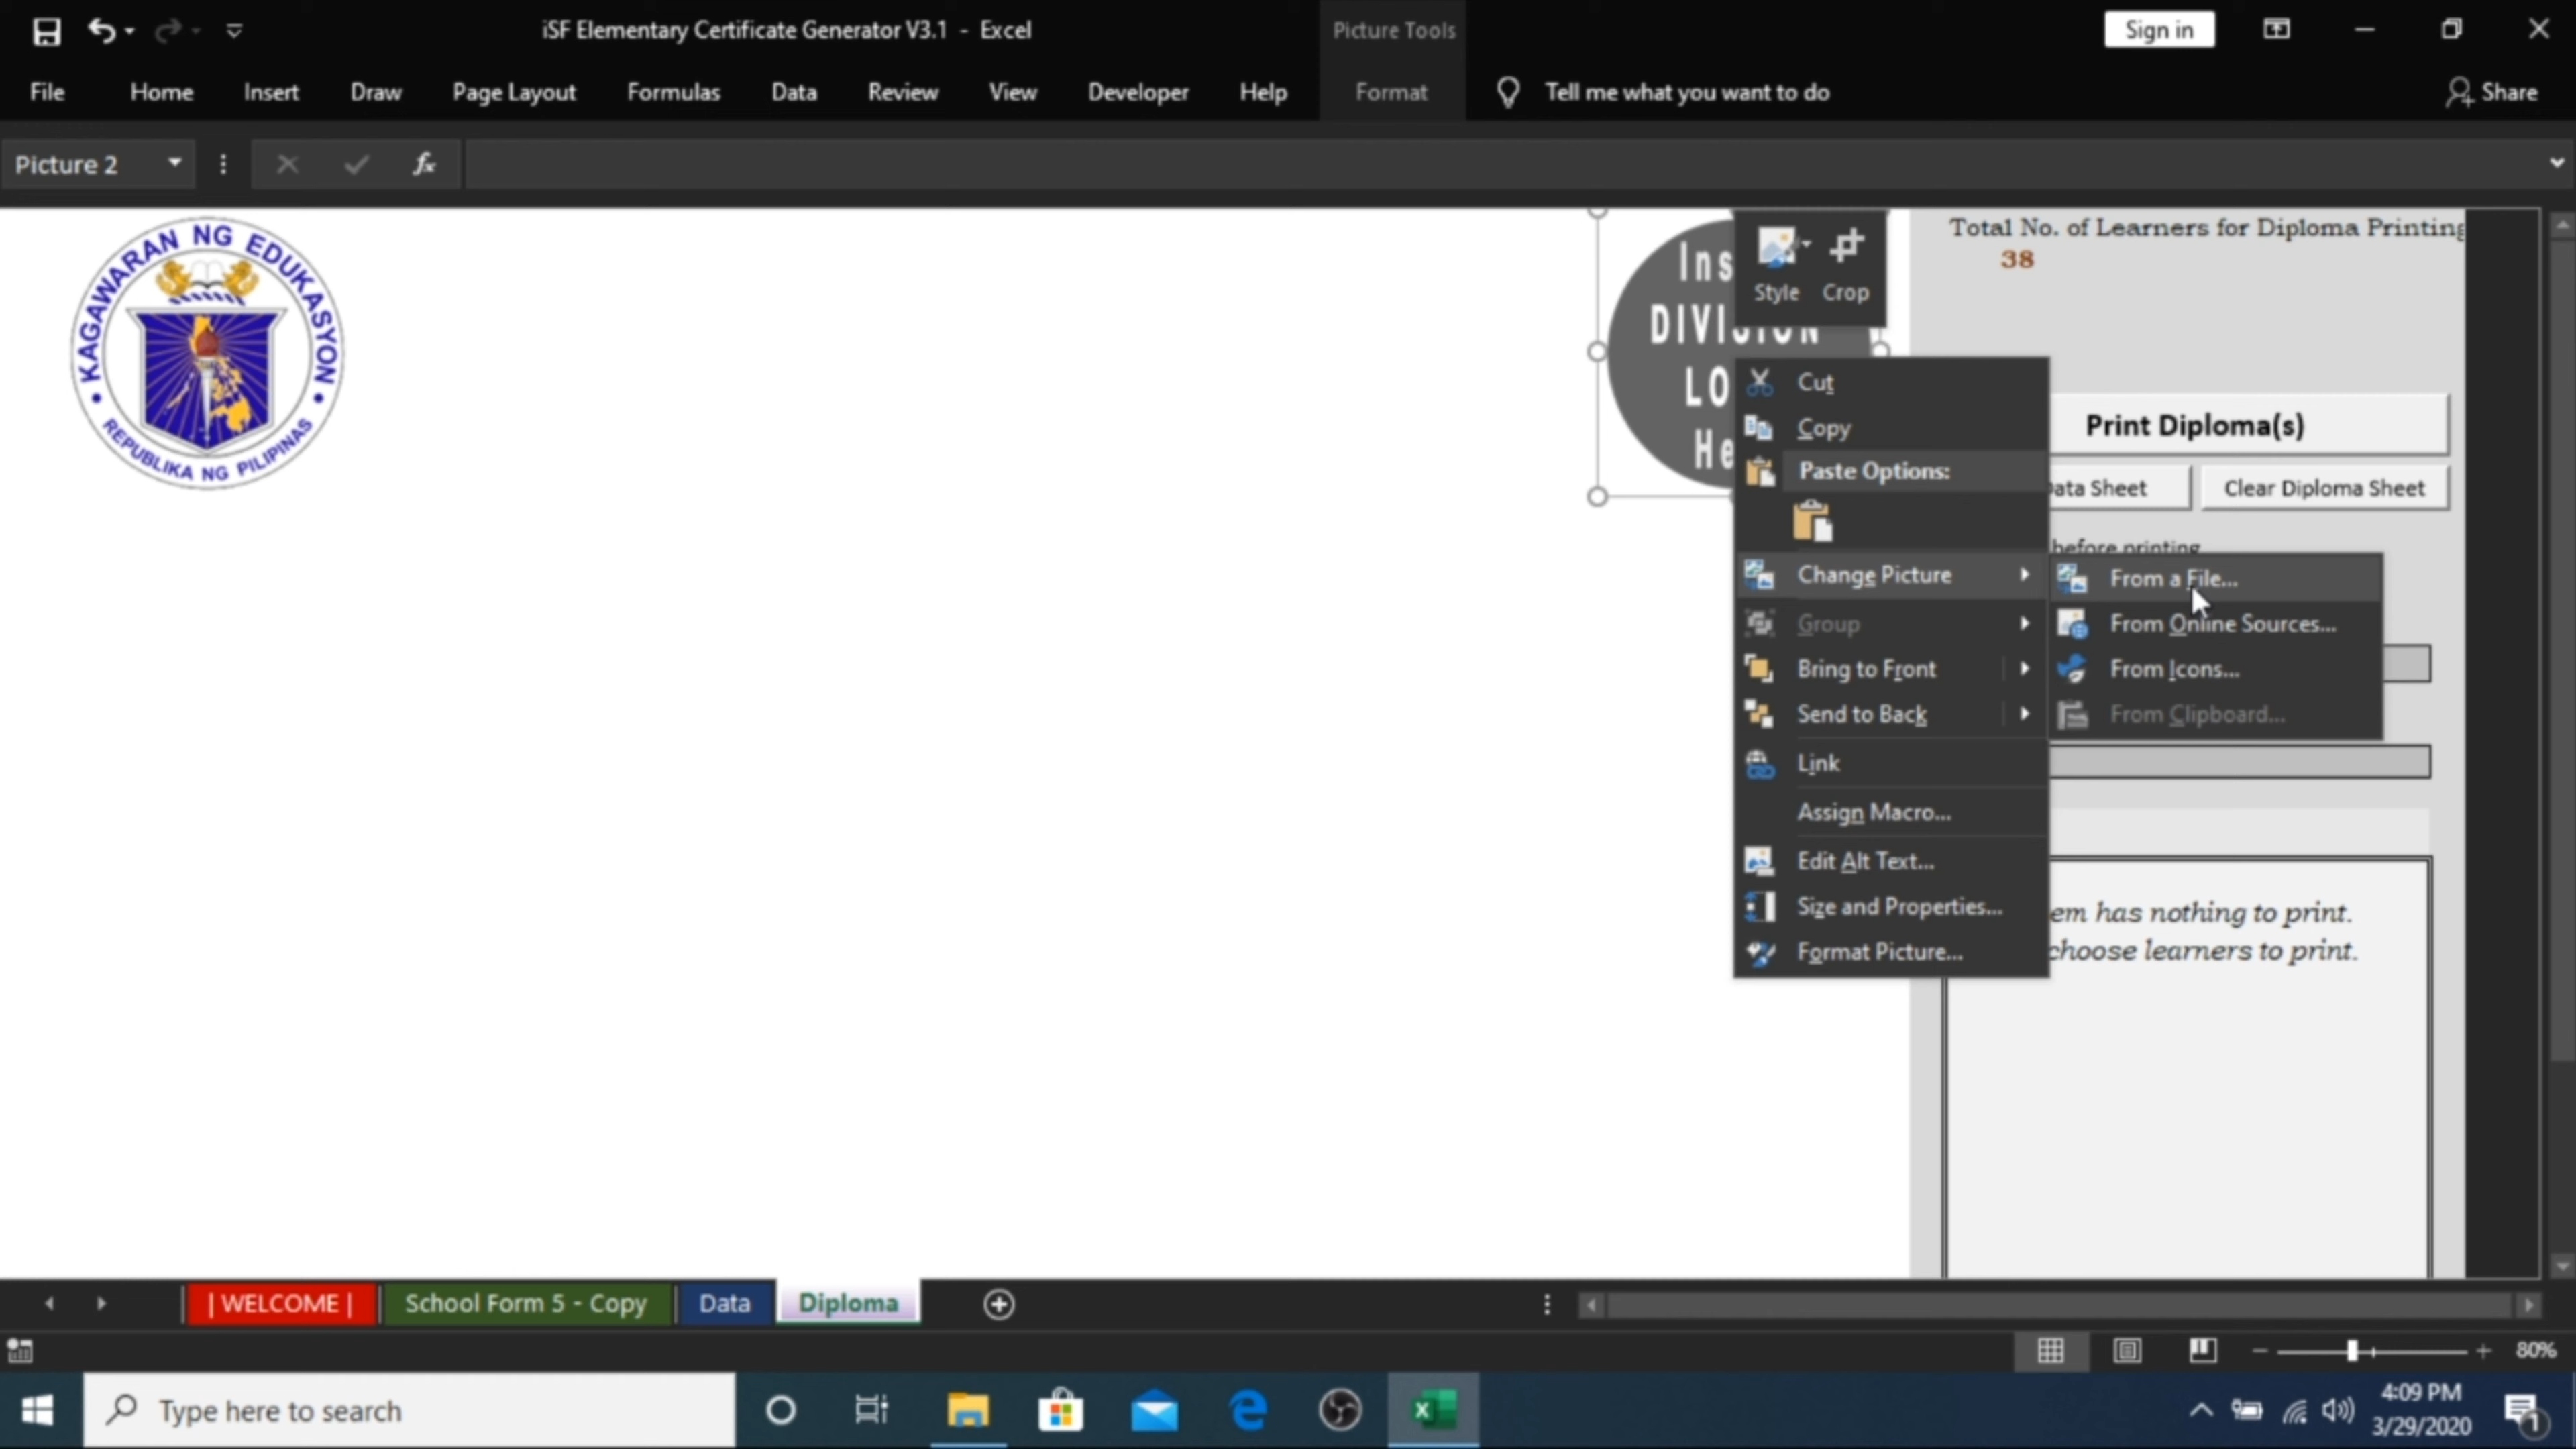 iSF Elementary Certificate Generator V3.1 - Excel
Picture Tools
Sign in
File Home Insert Draw Page Layout Formulas Data Review View Developer Help Format Tell me what you want to do Share
Picture 2
fx
KAGAWARAN NG EDUKASYON
REPUBLIKA NG PILIPINAS
Style Crop
Total No. of Learners for Diploma Printing
38
Cut
Copy
Paste Options:
Change Picture
Group
Bring to Front
Send to Back
Link
Assign Macro...
Edit Alt Text...
Size and Properties...
Format Picture...
From a File...
From Online Sources...
From Icons...
From Clipboard...
Print Diploma(s)
Sheet
Clear Diploma Sheet
before printing
has nothing to print.
choose learners to print.
| WELCOME |
School Form 5 - Copy
Data
Diploma
80%
Type here to search
4:09 PM
3/29/2020
1